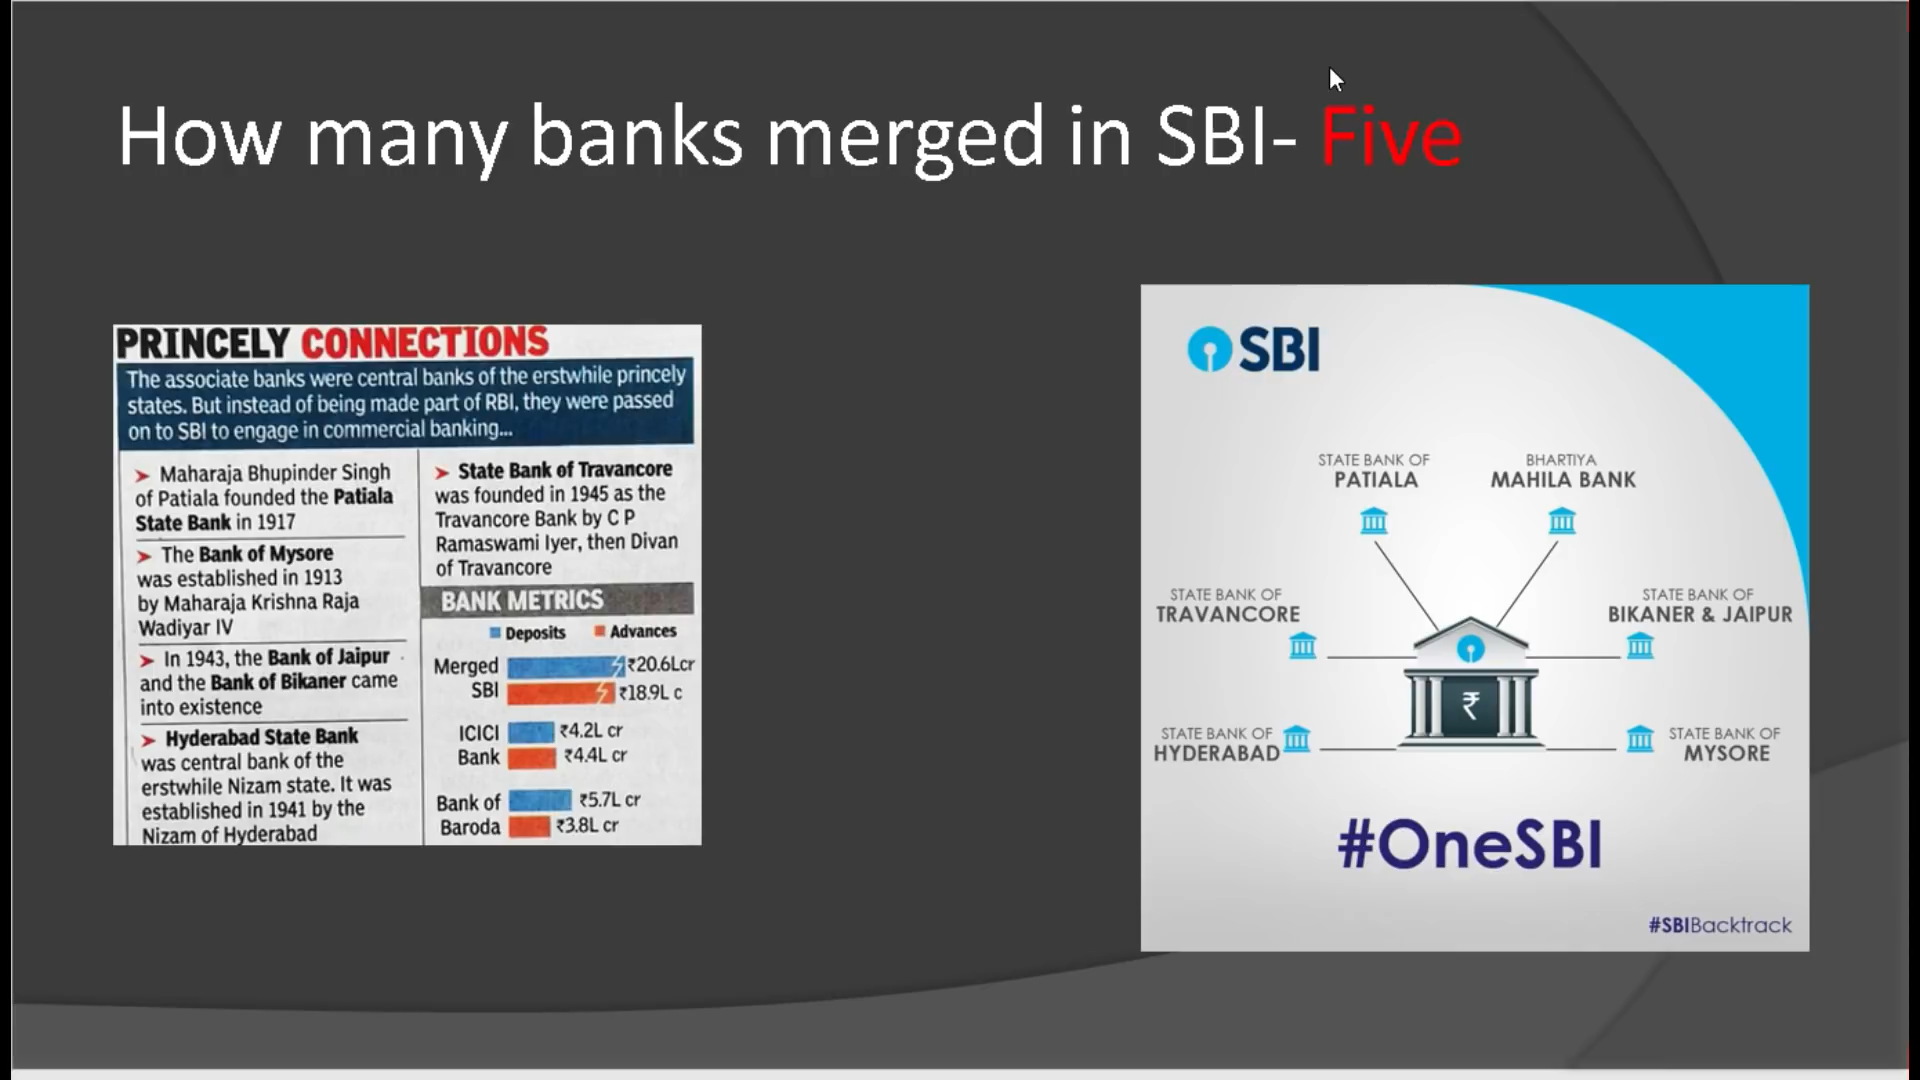 How many banks merged in SBI- Five
PRINCELY CONNECTIONS
The associate banks were central banks of the erstwhile princely
states. But instead of being made part of RBI, they were passed
on to SBI to engage in commercial banking...
➤ Maharaja Bhupinder Singh
of Patiala founded the Patiala
State Bank in 1917
➤ The Bank of Mysore
was established in 1913
by Maharaja Krishna Raja
Wadiyar IV
➤ In 1943, the Bank of Jaipur
and the Bank of Bikaner came
into existence
➤ Hyderabad State Bank
was central bank of the
erstwhile Nizam state. It was
established in 1941 by the
Nizam of Hyderabad
➤ State Bank of Travancore
was founded in 1945 as the
Travancore Bank by C P
Ramaswami Iyer, then Divan
of Travancore
BANK METRICS
Deposits Advances
Merged
SBI
₹20.6Lcr
₹18.9L c
ICICI
Bank
₹4.2L cr
₹4.4L cr
Bank of
Baroda
₹5.7L cr
₹3.8L cr
SBI
STATE BANK OF
PATIALA
BHARTIYA
MAHILA BANK
STATE BANK OF
TRAVANCORE
STATE BANK OF
BIKANER & JAIPUR
₹
STATE BANK OF
HYDERABAD
STATE BANK OF
MYSORE
#OneSBI
#SBIBacktrack